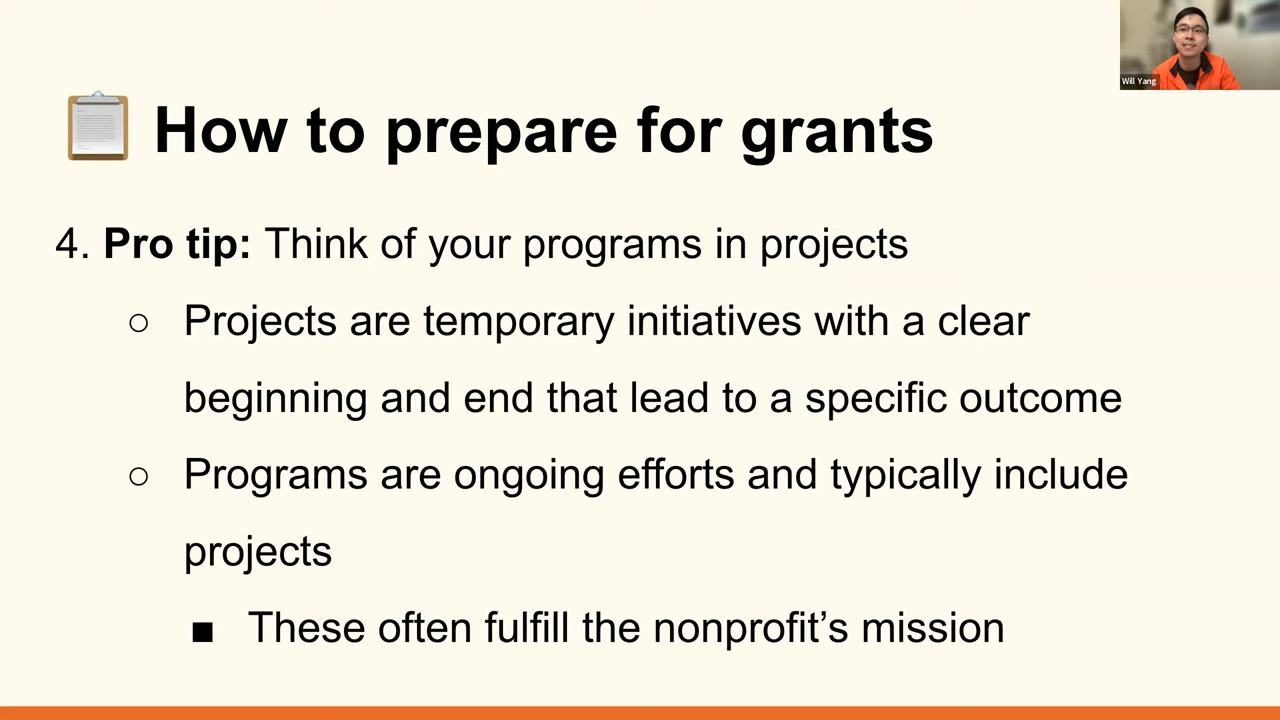 Will Yang
How to prepare for grants
4. Pro tip: Think of your programs in projects
○ Projects are temporary initiatives with a clear
beginning and end that lead to a specific outcome
○ Programs are ongoing efforts and typically include
projects
■ These often fulfill the nonprofit’s mission